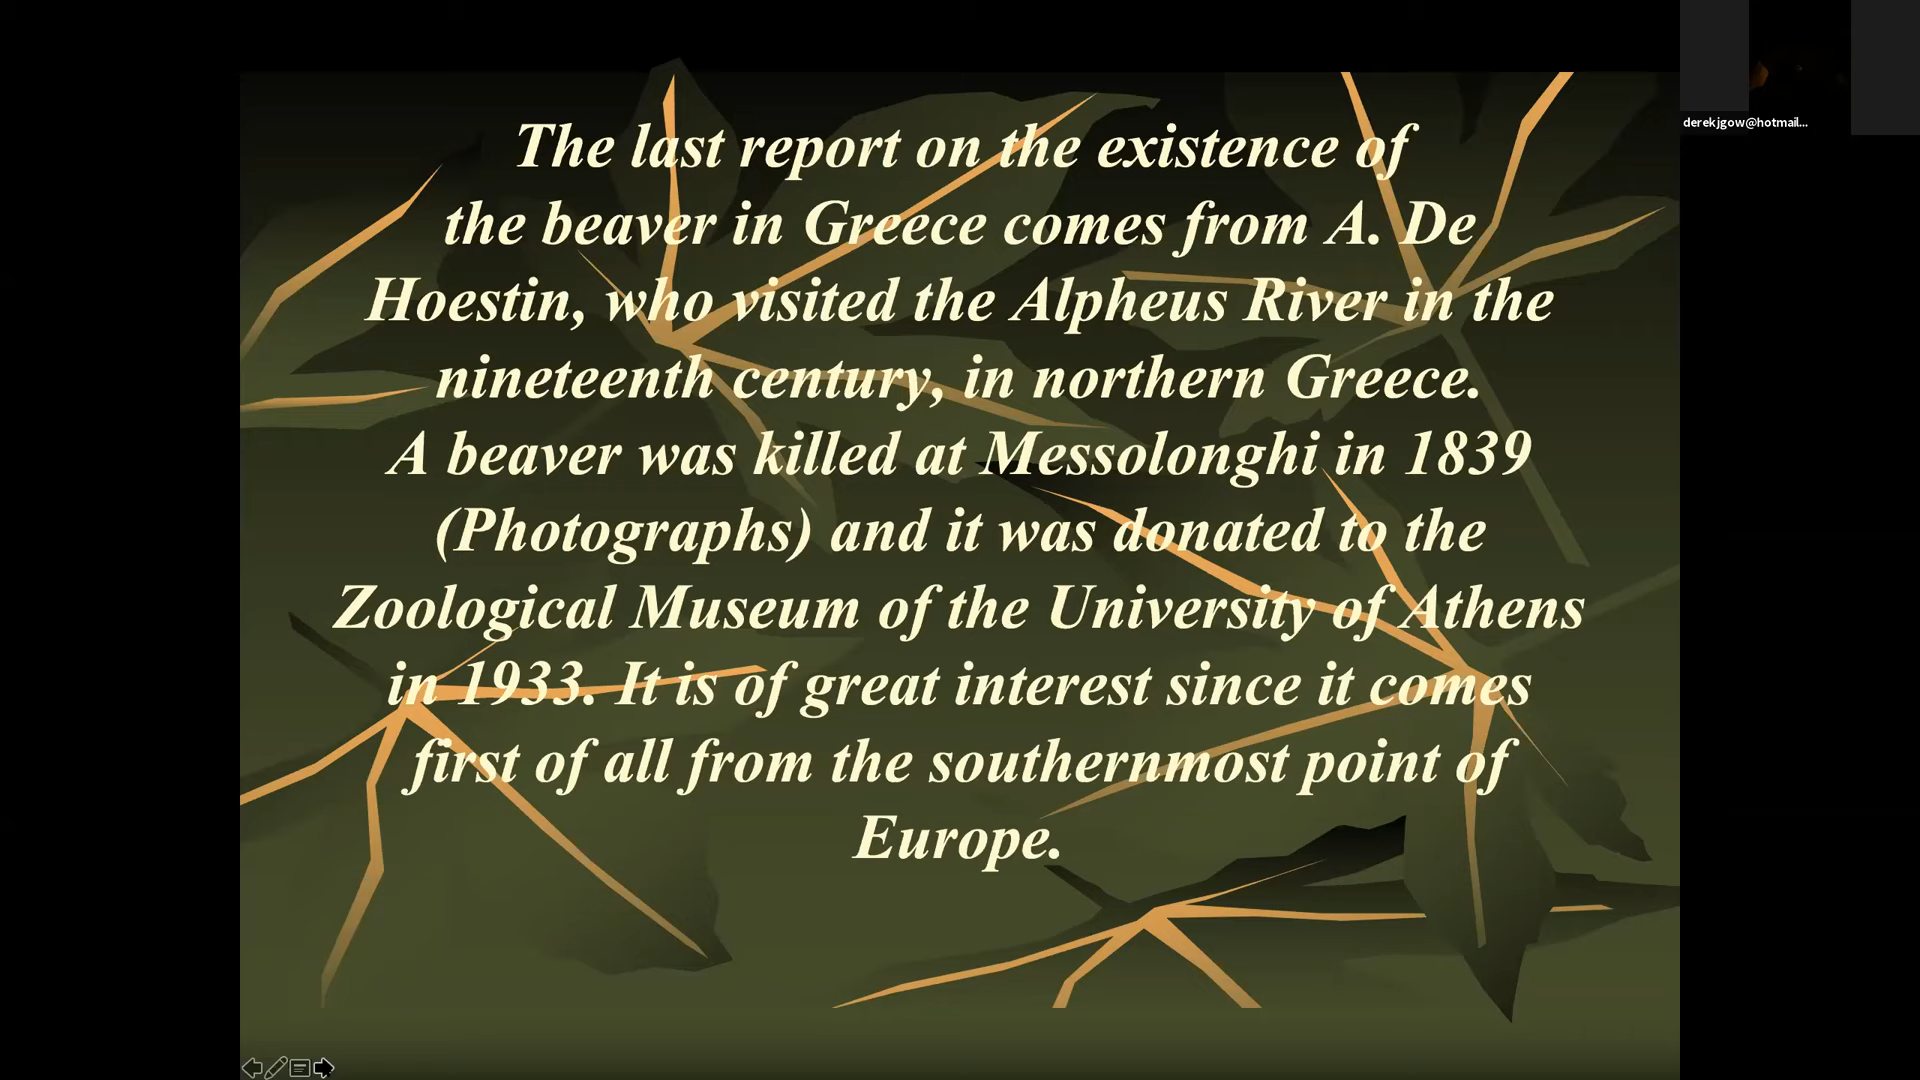 derekjgow@hotmail...
The last report on the existence of
the beaver in Greece comes from A. De
Hoestin, who visited the Alpheus River in the
nineteenth century, in northern Greece.
A beaver was killed at Messolonghi in 1839
(Photographs) and it was donated to the
Zoological Museum of the University of Athens
in 1933. It is of great interest since it comes
first of all from the southernmost point of
Europe.